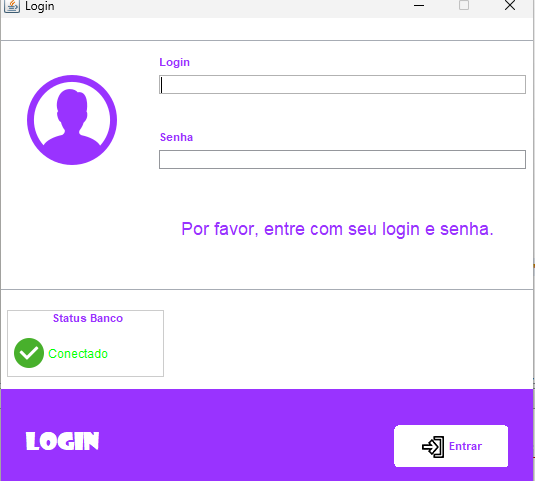 Login
Login
Senha
Por favor, entre com seu login e senha.
Status Banco
Conectado
LOGIN
Entrar